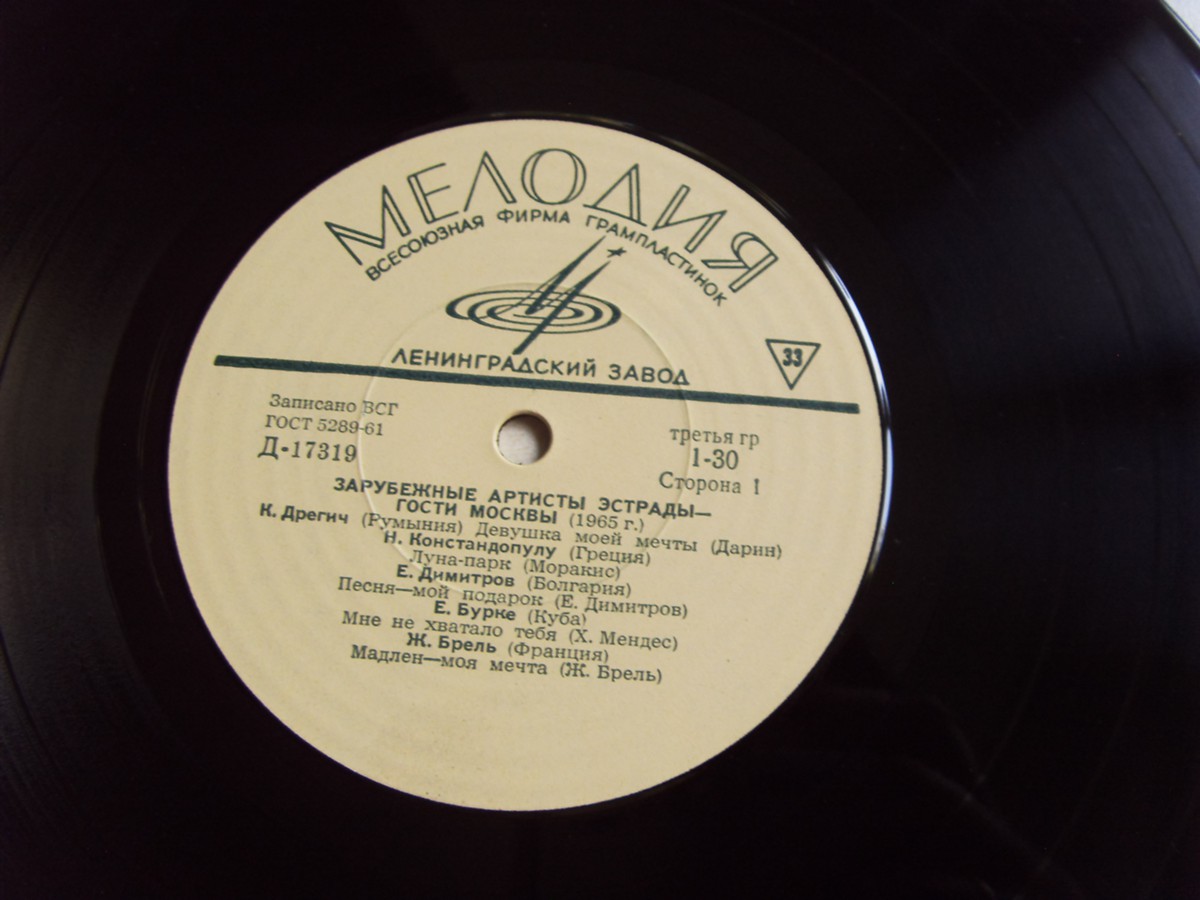 МЕЛОДИЯ
ВСЕСОЮЗНАЯ ФИРМА ГРАМПЛАСТИНОК
ЛЕНИНГРАДСКИЙ ЗАВОД
33
Записано ВСГ
ГОСТ 5289-61
Д-17319
третья гр
1-30
Сторона 1
ЗАРУБЕЖНЫЕ АРТИСТЫ ЭСТРАДЫ—
ГОСТИ МОСКВЫ (1965 г.)
К. Дрегич (Румыния) Девушка моей мечты (Дарин)
Н. Констандопулу (Греция)
Луна-парк (Моракис)
Е. Димитров (Болгария)
Песня—мой подарок (Е. Димитров)
Е. Бурке (Куба)
Мне не хватало тебя (Х. Мендес)
Ж. Брель (Франция)
Мадлен—моя мечта (Ж. Брель)